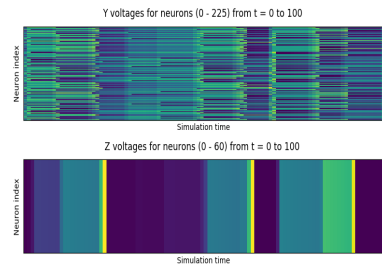 Y voltages for neurons (0 - 225) from t = 0 to 100
Neuron index
Simulation time
Z voltages for neurons (0 - 60) from t = 0 to 100
Neuron index
Simulation time